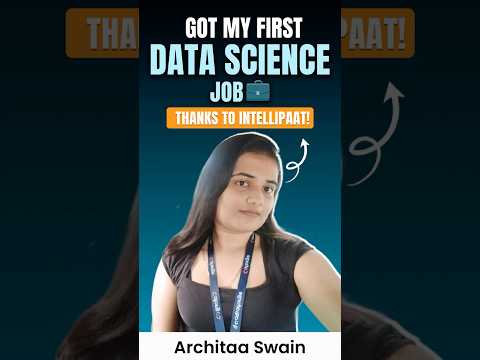 GOT MY FIRST
DATA SCIENCE
JOB
THANKS TO INTELLIPAAT!
Architaa Swain